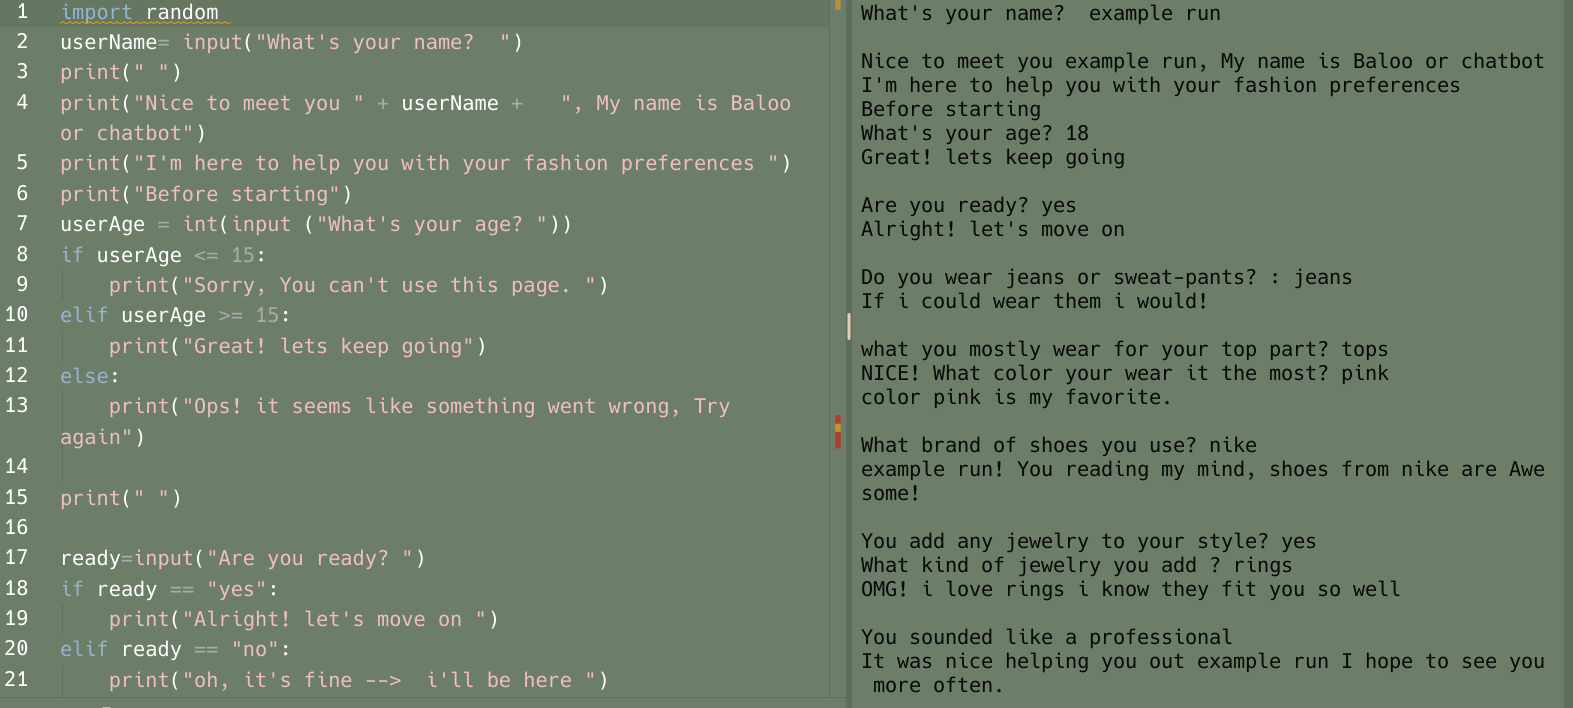 1 import random
2 userName= input("What's your name?  ")
3 print(" ")
4 print("Nice to meet you " + userName +   ", My name is Baloo
or chatbot")
5 print("I'm here to help you with your fashion preferences ")
6 print("Before starting")
7 userAge = int(input ("What's your age? "))
8 if userAge <= 15:
9     print("Sorry, You can't use this page. ")
10 elif userAge >= 15:
11     print("Great! lets keep going")
12 else:
13     print("Ops! it seems like something went wrong, Try
again")
14
15 print(" ")
16
17 ready=input("Are you ready? ")
18 if ready == "yes":
19     print("Alright! let's move on ")
20 elif ready == "no":
21     print("oh, it's fine -->  i'll be here ")
What's your name?  example run
Nice to meet you example run, My name is Baloo or chatbot
I'm here to help you with your fashion preferences
Before starting
What's your age? 18
Great! lets keep going
Are you ready? yes
Alright! let's move on
Do you wear jeans or sweat-pants? : jeans
If i could wear them i would!
what you mostly wear for your top part? tops
NICE! What color your wear it the most? pink
color pink is my favorite.
What brand of shoes you use? nike
example run! You reading my mind, shoes from nike are Awe
some!
You add any jewelry to your style? yes
What kind of jewelry you add ? rings
OMG! i love rings i know they fit you so well
You sounded like a professional
It was nice helping you out example run I hope to see you
 more often.